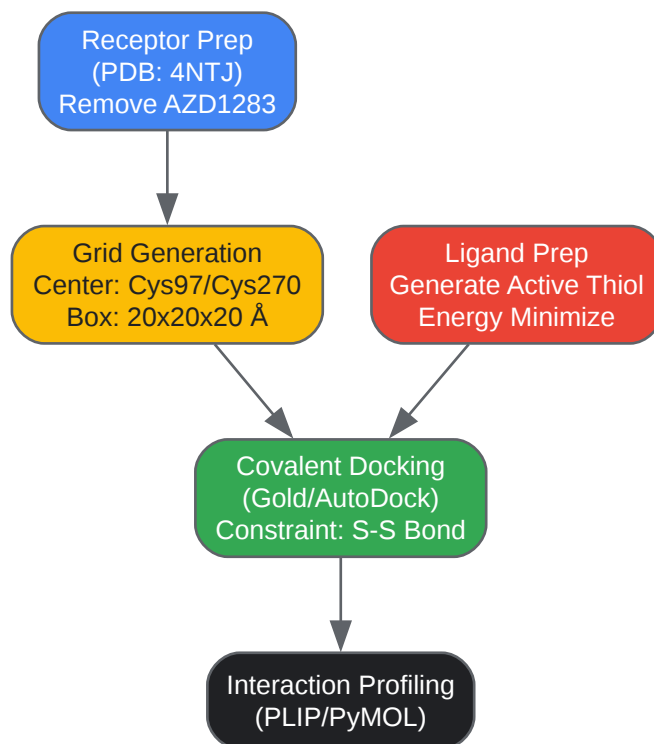 Receptor Prep
(PDB: 4NTJ)
Remove AZD1283
Grid Generation
Center: Cys97/Cys270
Box: 20x20x20 Å
Ligand Prep
Generate Active Thiol
Energy Minimize
Covalent Docking
(Gold/AutoDock)
Constraint: S-S Bond
Interaction Profiling
(PLIP/PyMOL)